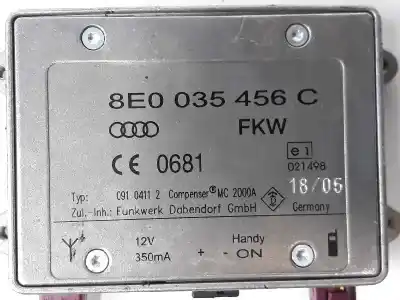 8E0 035 456 C
FKW
CE 0681
e1
021498
18/05
Typ: 091 0411 2 Compenser® MC 2000A
Zul.-Inh.: Funkwerk Dabendorf GmbH
Germany
12V Handy
350mA + - ON